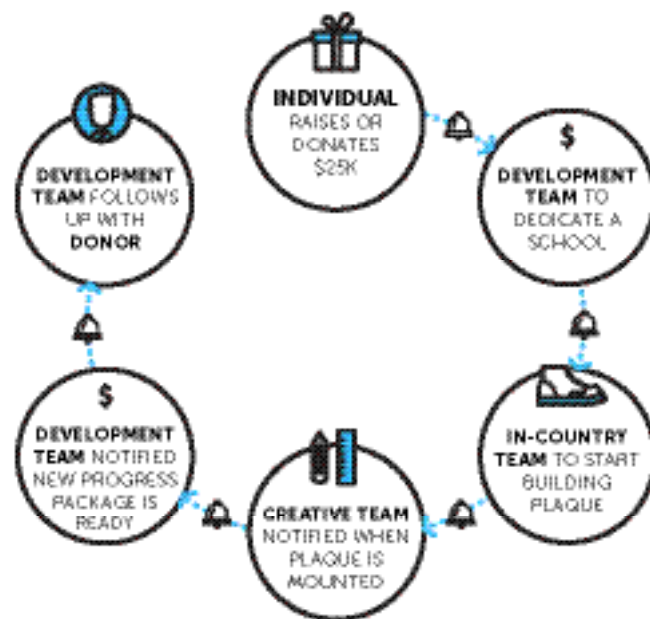 INDIVIDUAL
RAISES OR
DONATES
$25K
$
DEVELOPMENT
TEAM TO
DEDICATE A
SCHOOL
IN-COUNTRY
TEAM TO START
BUILDING
PLAQUE
CREATIVE TEAM
NOTIFIED WHEN
PLAQUE IS
MOUNTED
$
DEVELOPMENT
TEAM NOTIFIED
NEW PROGRESS
PACKAGE IS
READY
DEVELOPMENT
TEAM FOLLOWS
UP WITH
DONOR